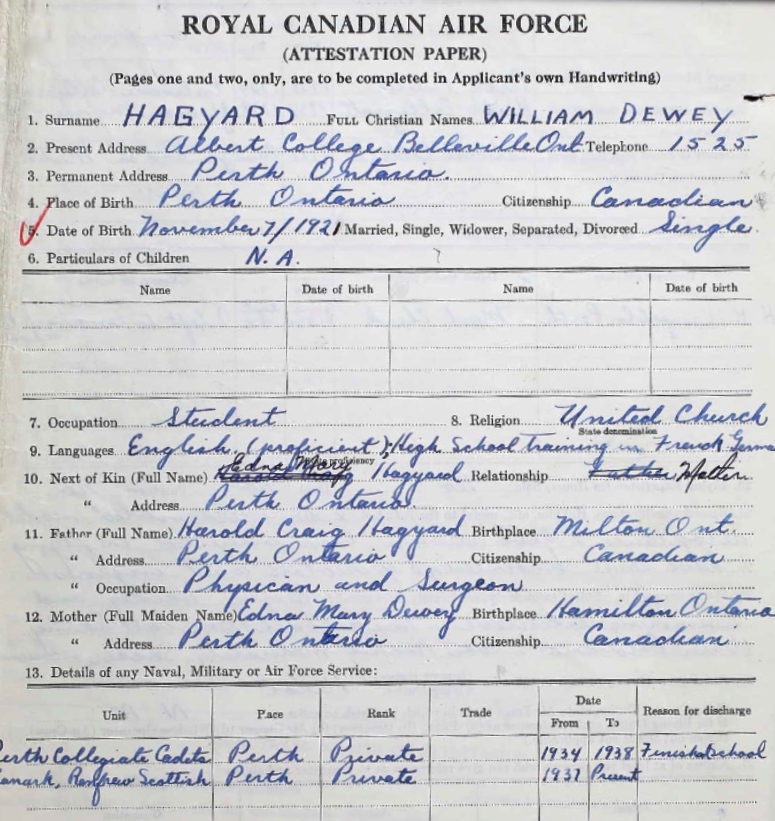 ROYAL CANADIAN AIR FORCE
(ATTESTATION PAPER)
(Pages one and two, only, are to be completed in Applicant's own Handwriting)
1. Surname HAGYARD FULL Christian Names WILLIAM DEWEY
2. Present Address Albert College Belleville Ont Telephone 1525
3. Permanent Address Perth Ontario.
4. Place of Birth Perth Ontario Citizenship Canadian
5. Date of Birth November 7/1921 Married, Single, Widower, Separated, Divorced Single.
6. Particulars of Children N. A.
Name Date of birth Name Date of birth
7. Occupation Student 8. Religion United Church
State denomination
9. Languages English (proficient); High School training in French, Germa
proficiency
Edna Mary
10. Next of Kin (Full Name) Harold Craig Hagyard Relationship Father Mother
" Address Perth Ontario.
11. Father (Full Name) Harold Craig Hagyard Birthplace Milton Ont.
" Address Perth Ontario Citizenship Canadian
" Occupation Physican and Surgeon
12. Mother (Full Maiden Name) Edna Mary Dewey Birthplace Hamilton Ontario
" Address Perth Ontario Citizenship Canadian
13. Details of any Naval, Military or Air Force Service:
Unit Pace Rank Trade Date Reason for discharge
From To
erth Collegiate Cadets Perth Private 1934 1938 Finished school
anark, Renfrew Scottish Perth Private 1937 Present